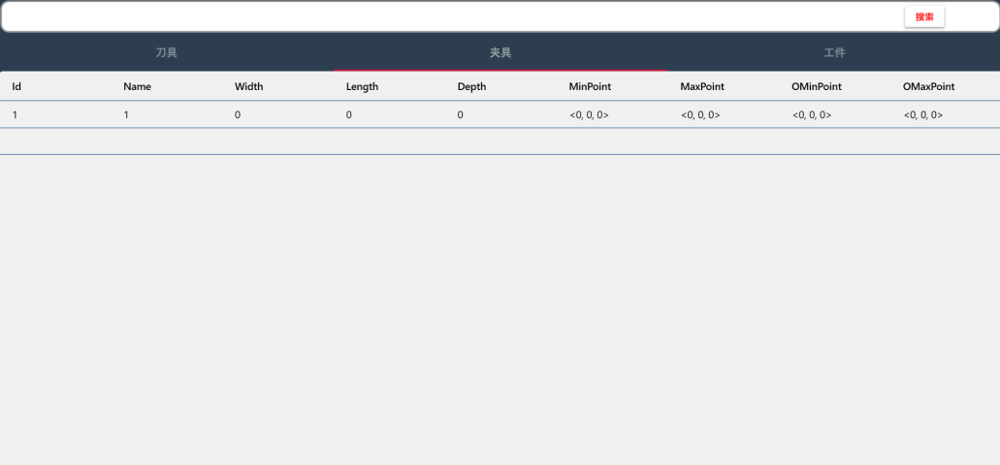 搜索
刀具 夹具 工件
Id Name Width Length Depth MinPoint MaxPoint OMinPoint OMaxPoint
1 1 0 0 0 <0, 0, 0> <0, 0, 0> <0, 0, 0> <0, 0, 0>